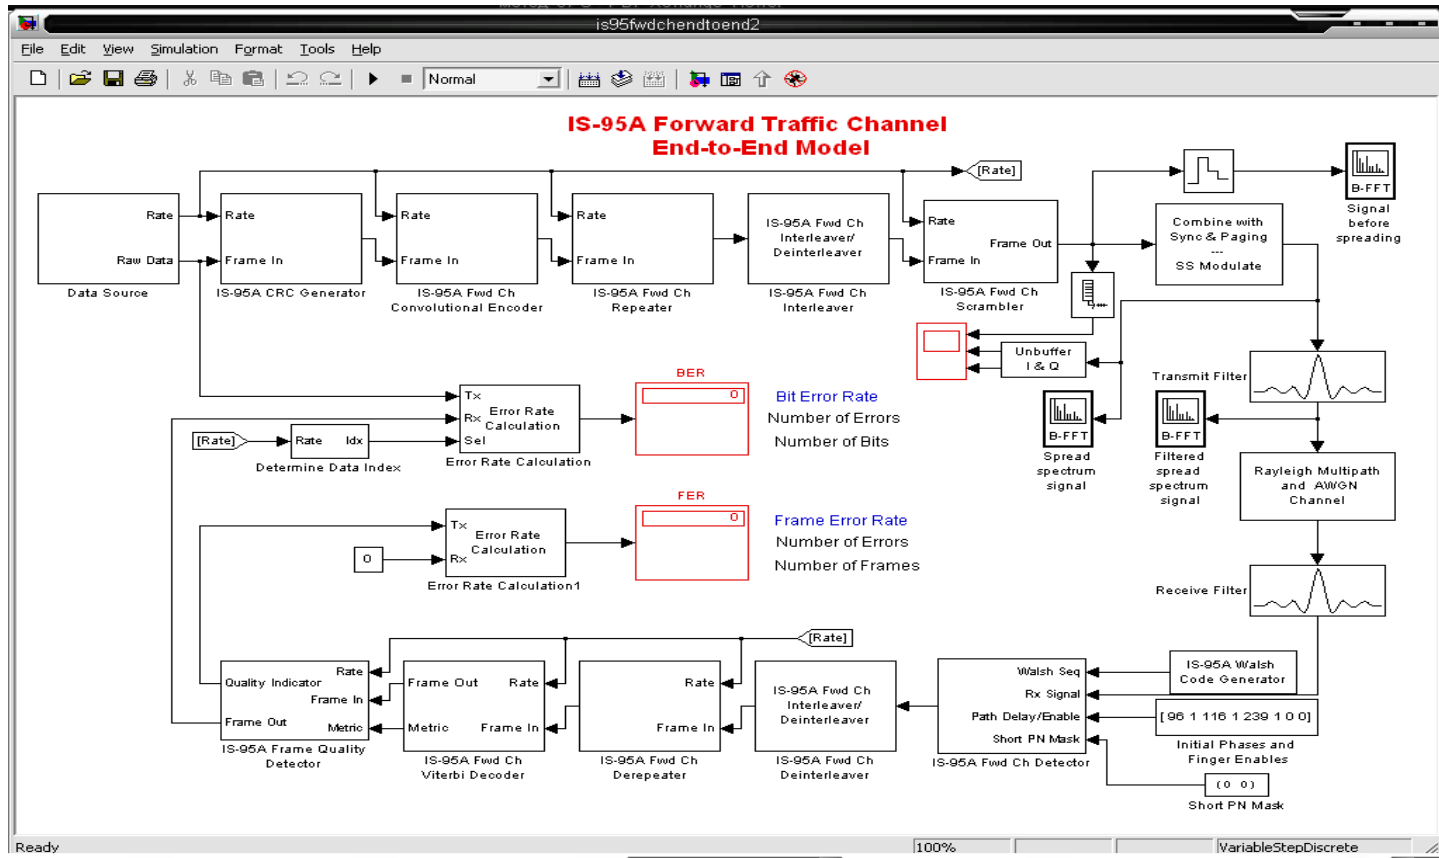 is95fwdchendtoend2
File Edit View Simulation Format Tools Help
Normal
IS-95A Forward Traffic Channel
End-to-End Model
[Rate]
B-FFT
Signal
before
spreading
Rate
Raw Data
Data Source
Rate
Frame In
IS-95A CRC Generator
Rate
Frame In
IS-95A Fwd Ch
Convolutional Encoder
Rate
Frame In
IS-95A Fwd Ch
Repeater
IS-95A Fwd Ch
Interleaver/
Deinterleaver
IS-95A Fwd Ch
Interleaver
Rate
Frame Out
Frame In
IS-95A Fwd Ch
Scrambler
Combine with
Sync & Paging
---
SS Modulate
Unbuffer
I & Q
Transmit Filter
B-FFT
Spread
spectrum
signal
B-FFT
Filtered
spread
spectrum
signal
Rayleigh Multipath
and AWGN
Channel
Receive Filter
BER
0
Bit Error Rate
Number of Errors
Number of Bits
Tx
Rx
Sel
Error Rate
Calculation
Error Rate Calculation
[Rate]
Rate Idx
Determine Data Index
FER
0
Frame Error Rate
Number of Errors
Number of Frames
Tx
Rx
Error Rate
Calculation
Error Rate Calculation1
0
[Rate]
Rate
Quality Indicator
Frame In
Frame Out
Metric
IS-95A Frame Quality
Detector
Frame Out
Rate
Metric
Frame In
IS-95A Fwd Ch
Viterbi Decoder
Rate
Frame In
IS-95A Fwd Ch
Derepeater
IS-95A Fwd Ch
Interleaver/
Deinterleaver
IS-95A Fwd Ch
Deinterleaver
Walsh Seq
Rx Signal
Path Delay/Enable
Short PN Mask
IS-95A Fwd Ch Detector
IS-95A Walsh
Code Generator
[96 1 116 1 239 1 0 0]
Initial Phases and
Finger Enables
(0 0)
Short PN Mask
Ready
100%
VariableStepDiscrete